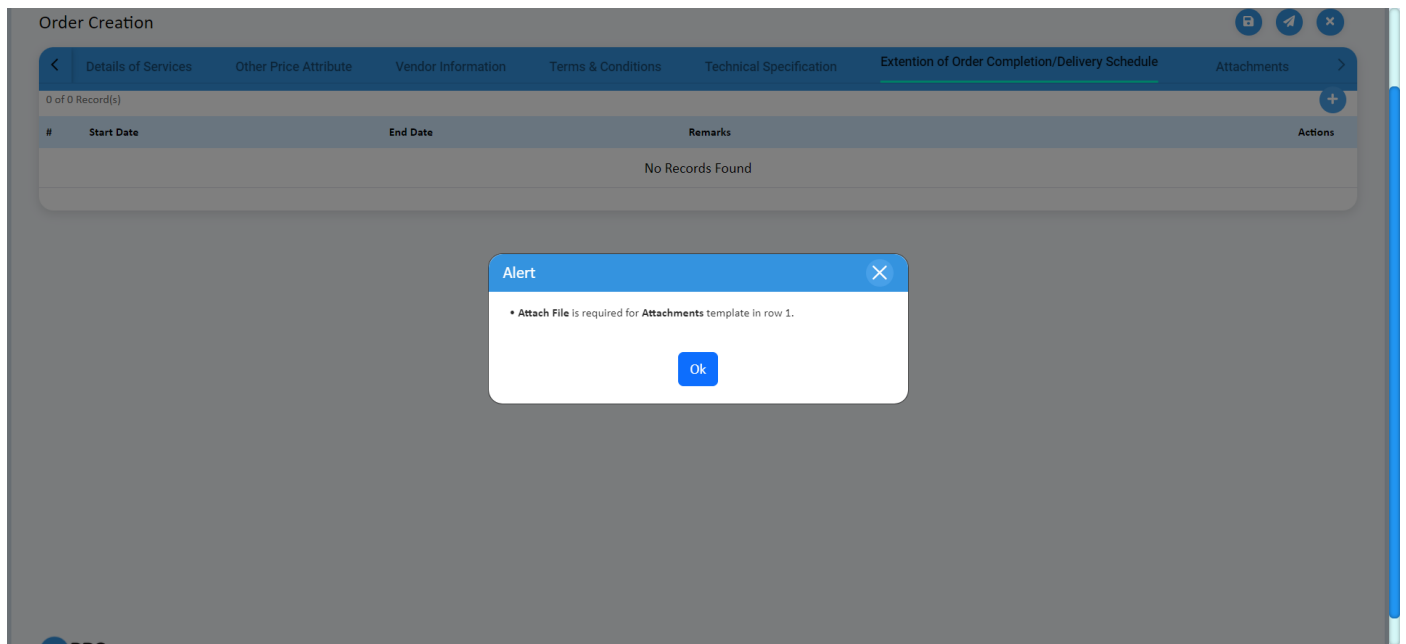 Order Creation
Details of Services Other Price Attribute Vendor Information Terms & Conditions Technical Specification Extention of Order Completion/Delivery Schedule Attachments
0 of 0 Record(s)
# Start Date End Date Remarks Actions
No Records Found
Alert
• Attach File is required for Attachments template in row 1.
Ok